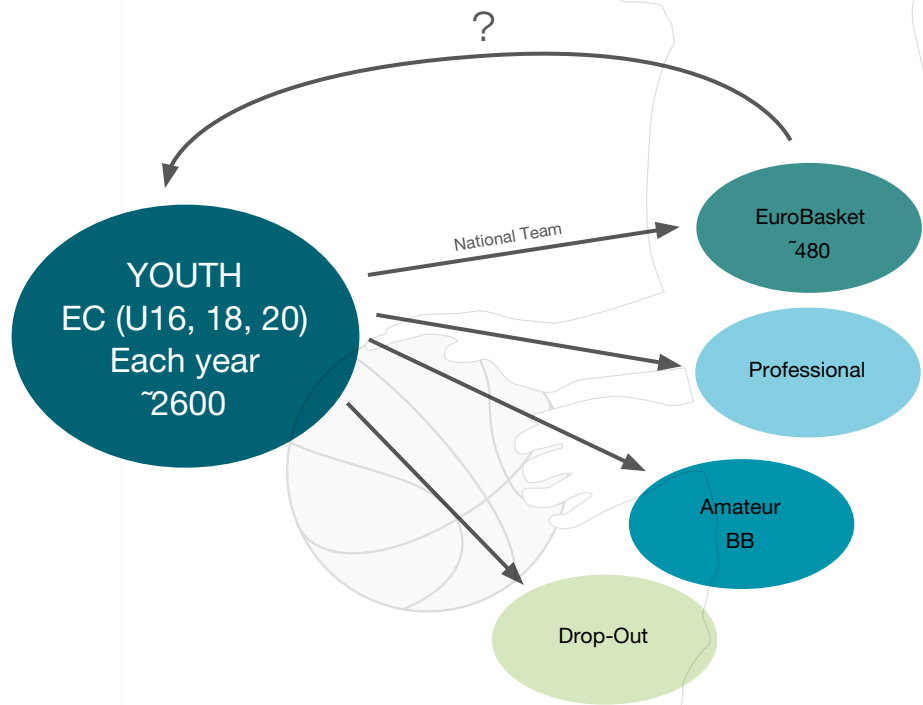 ?
National Team
EuroBasket
~480
YOUTH
EC (U16, 18, 20)
Each year
~2600
Professional
Amateur
BB
Drop-Out